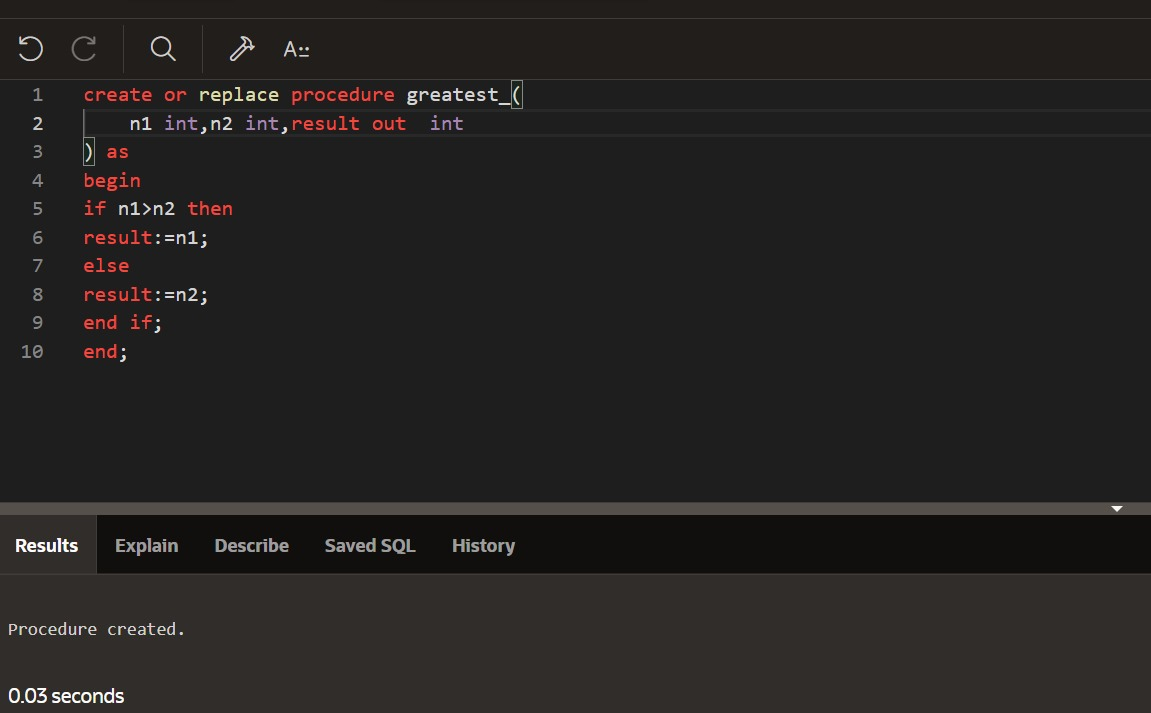 A::
1 create or replace procedure greatest_(
2 n1 int,n2 int,result out  int
3 ) as
4 begin
5 if n1>n2 then
6 result:=n1;
7 else
8 result:=n2;
9 end if;
10 end;
Results Explain Describe Saved SQL History
Procedure created.
0.03 seconds